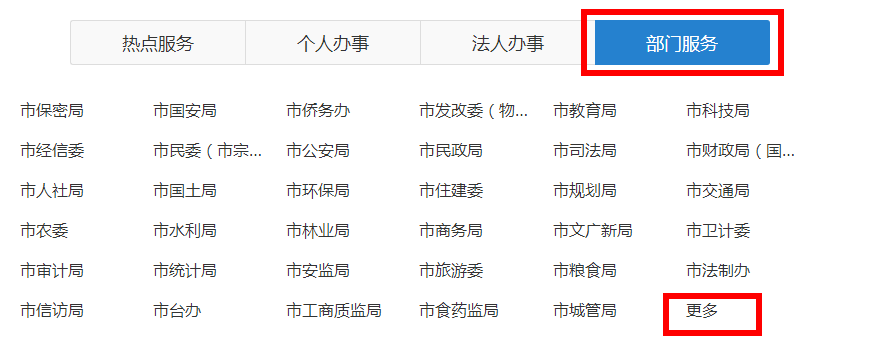 热点服务 个人办事 法人办事 部门服务
市保密局 市国安局 市侨务办 市发改委（物... 市教育局 市科技局
市经信委 市民委（市宗... 市公安局 市民政局 市司法局 市财政局（国...
市人社局 市国土局 市环保局 市住建委 市规划局 市交通局
市农委 市水利局 市林业局 市商务局 市文广新局 市卫计委
市审计局 市统计局 市安监局 市旅游委 市粮食局 市法制办
市信访局 市台办 市工商质监局 市食药监局 市城管局 更多